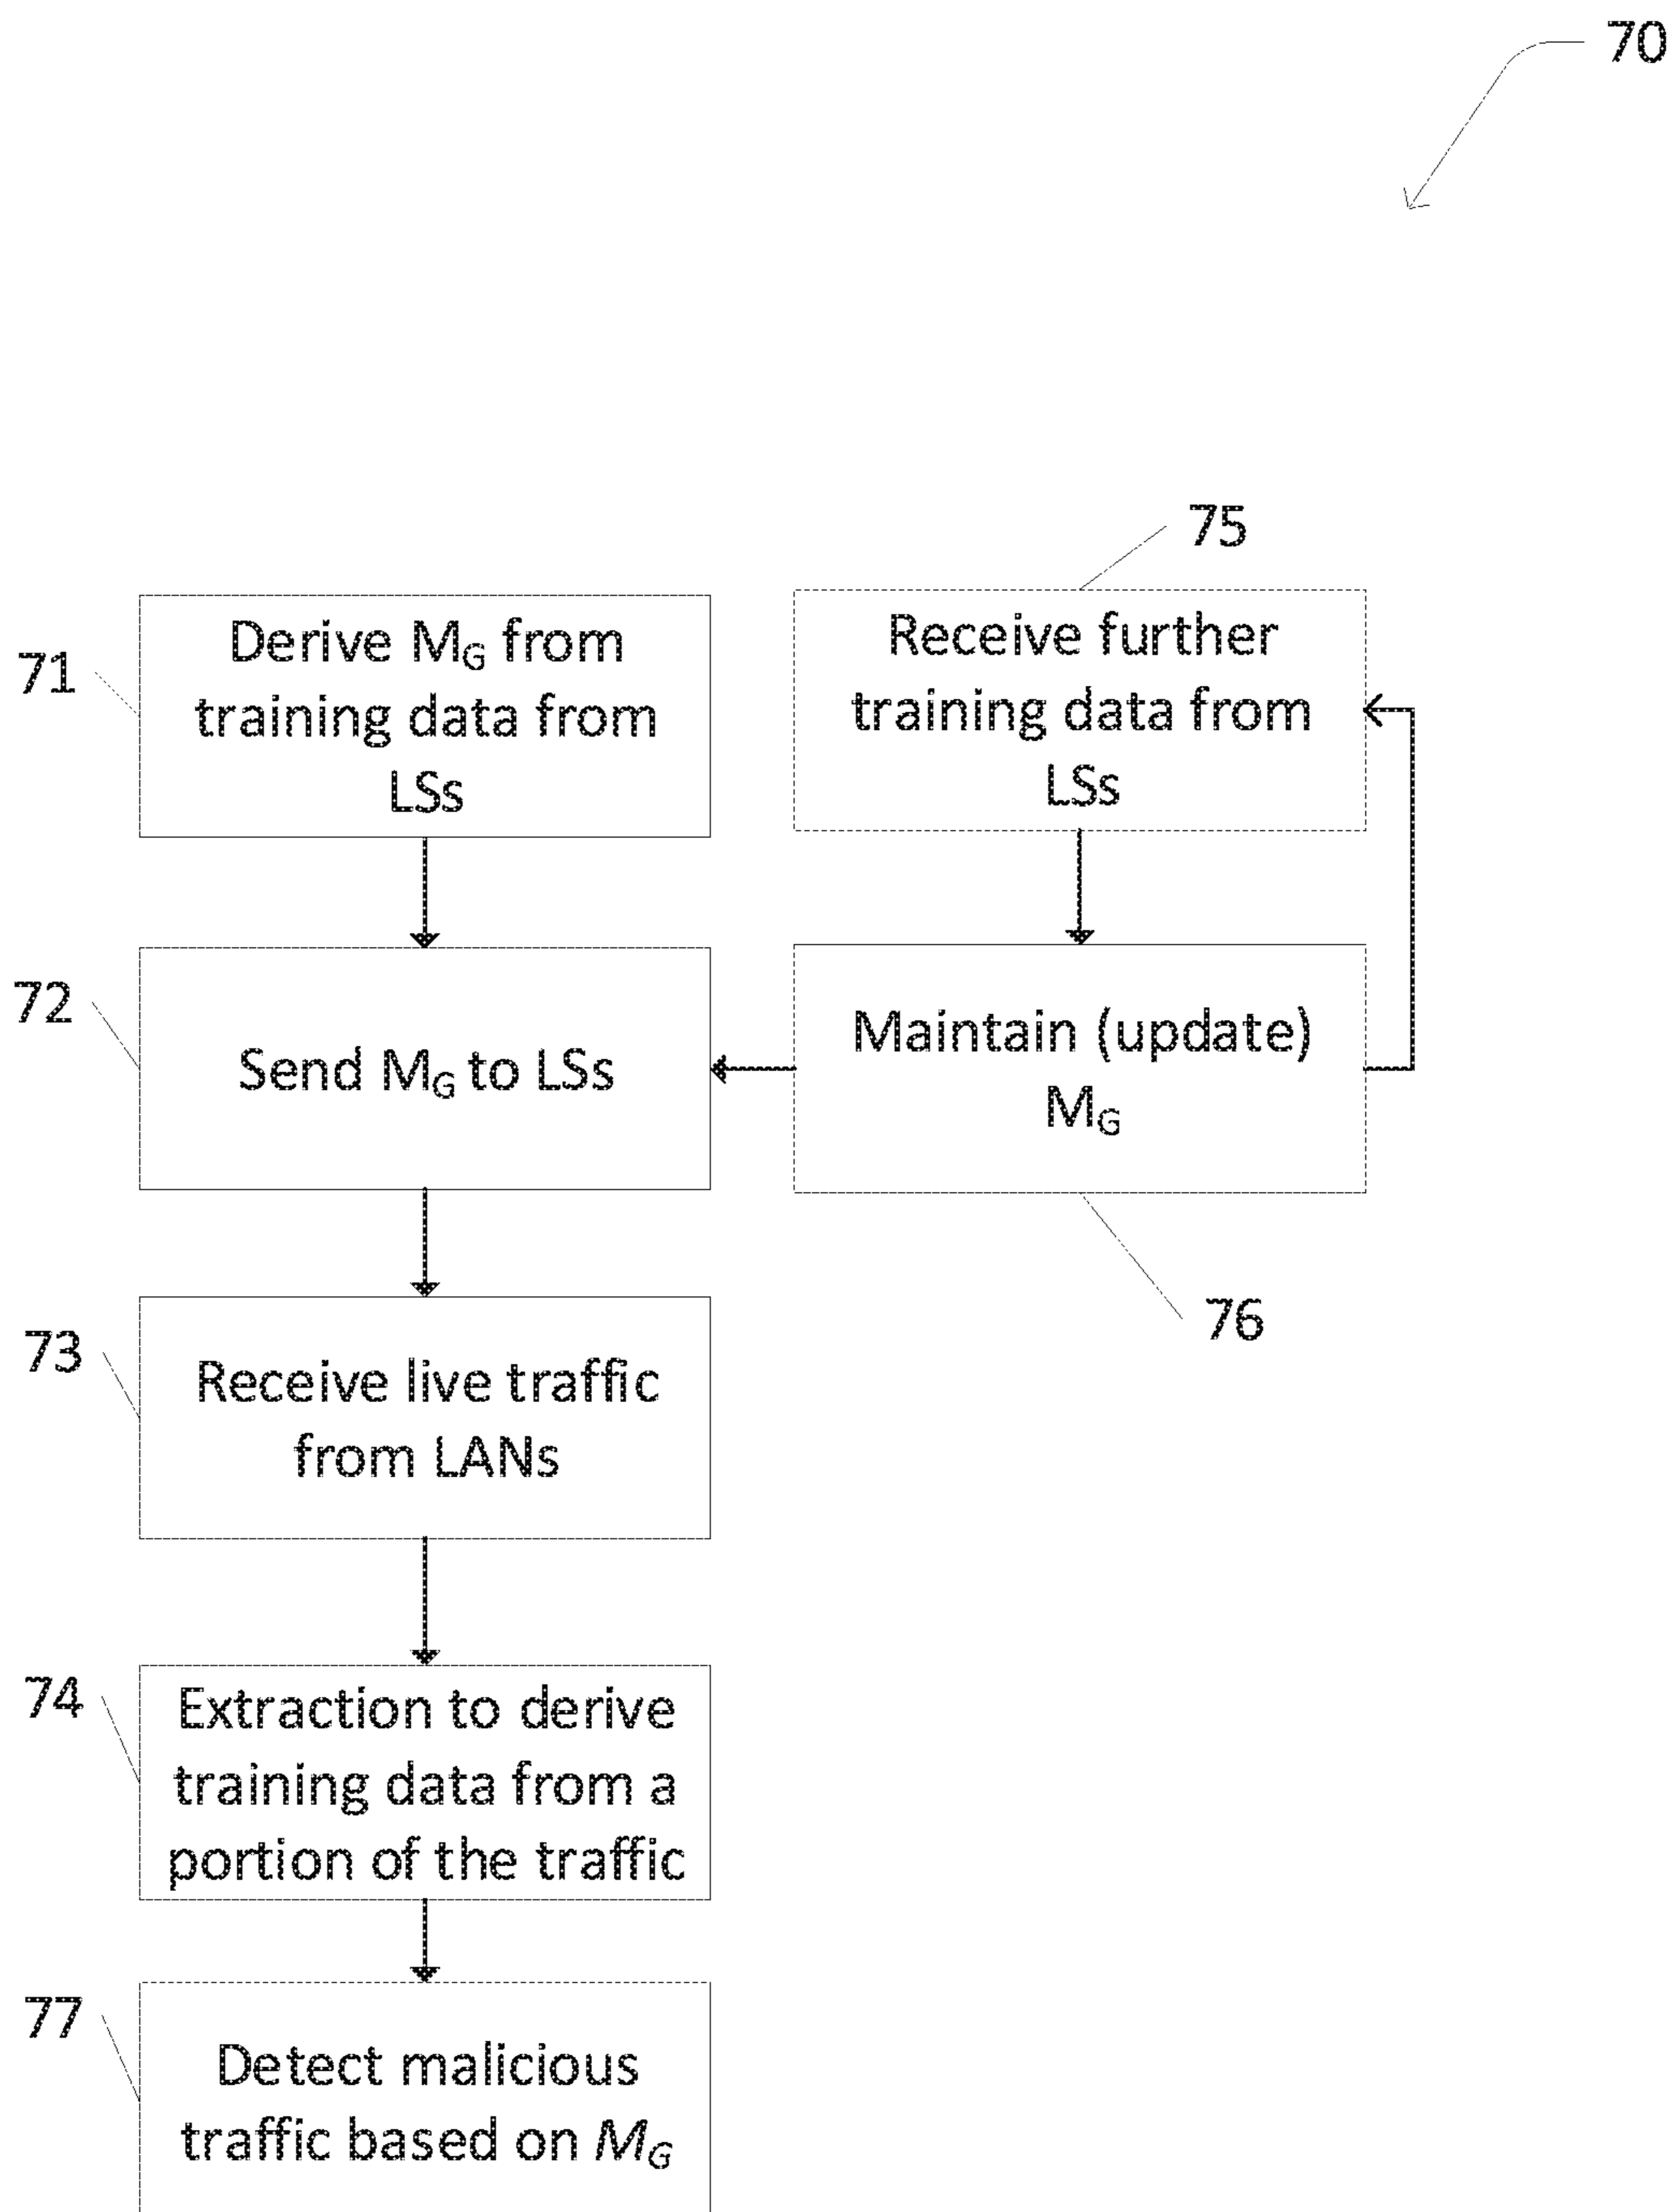 70
75
71
Derive MG from
training data from
LSs
Receive further
training data from
LSs
72
Send MG to LSs
Maintain (update)
MG
76
73
Receive live traffic
from LANs
74
Extraction to derive
training data from a
portion of the traffic
77
Detect malicious
traffic based on MG